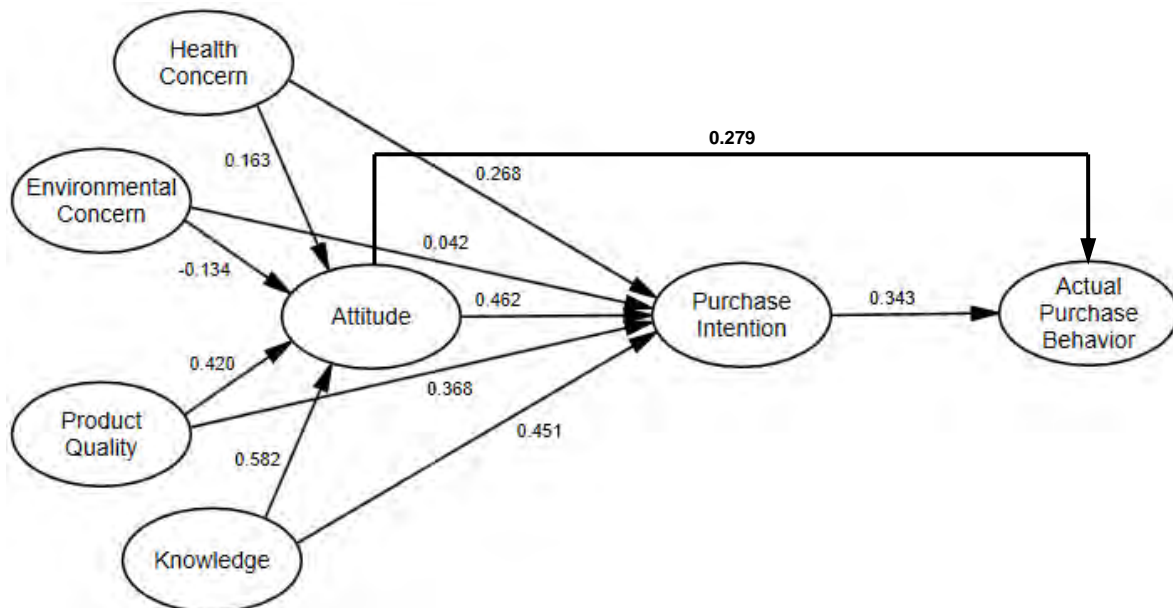 Health
Concern
0.279
0.163
0.268
Environmental
Concern
0.042
-0.134
0.462
Attitude
Purchase
Intention
0.343
Actual
Purchase
Behavior
0.420
0.368
Product
Quality
0.451
0.582
Knowledge